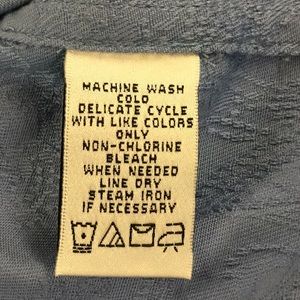 MACHINE WASH
COLD
DELICATE CYCLE
WITH LIKE COLORS
ONLY
NON-CHLORINE
BLEACH
WHEN NEEDED
LINE DRY
STEAM IRON
IF NECESSARY